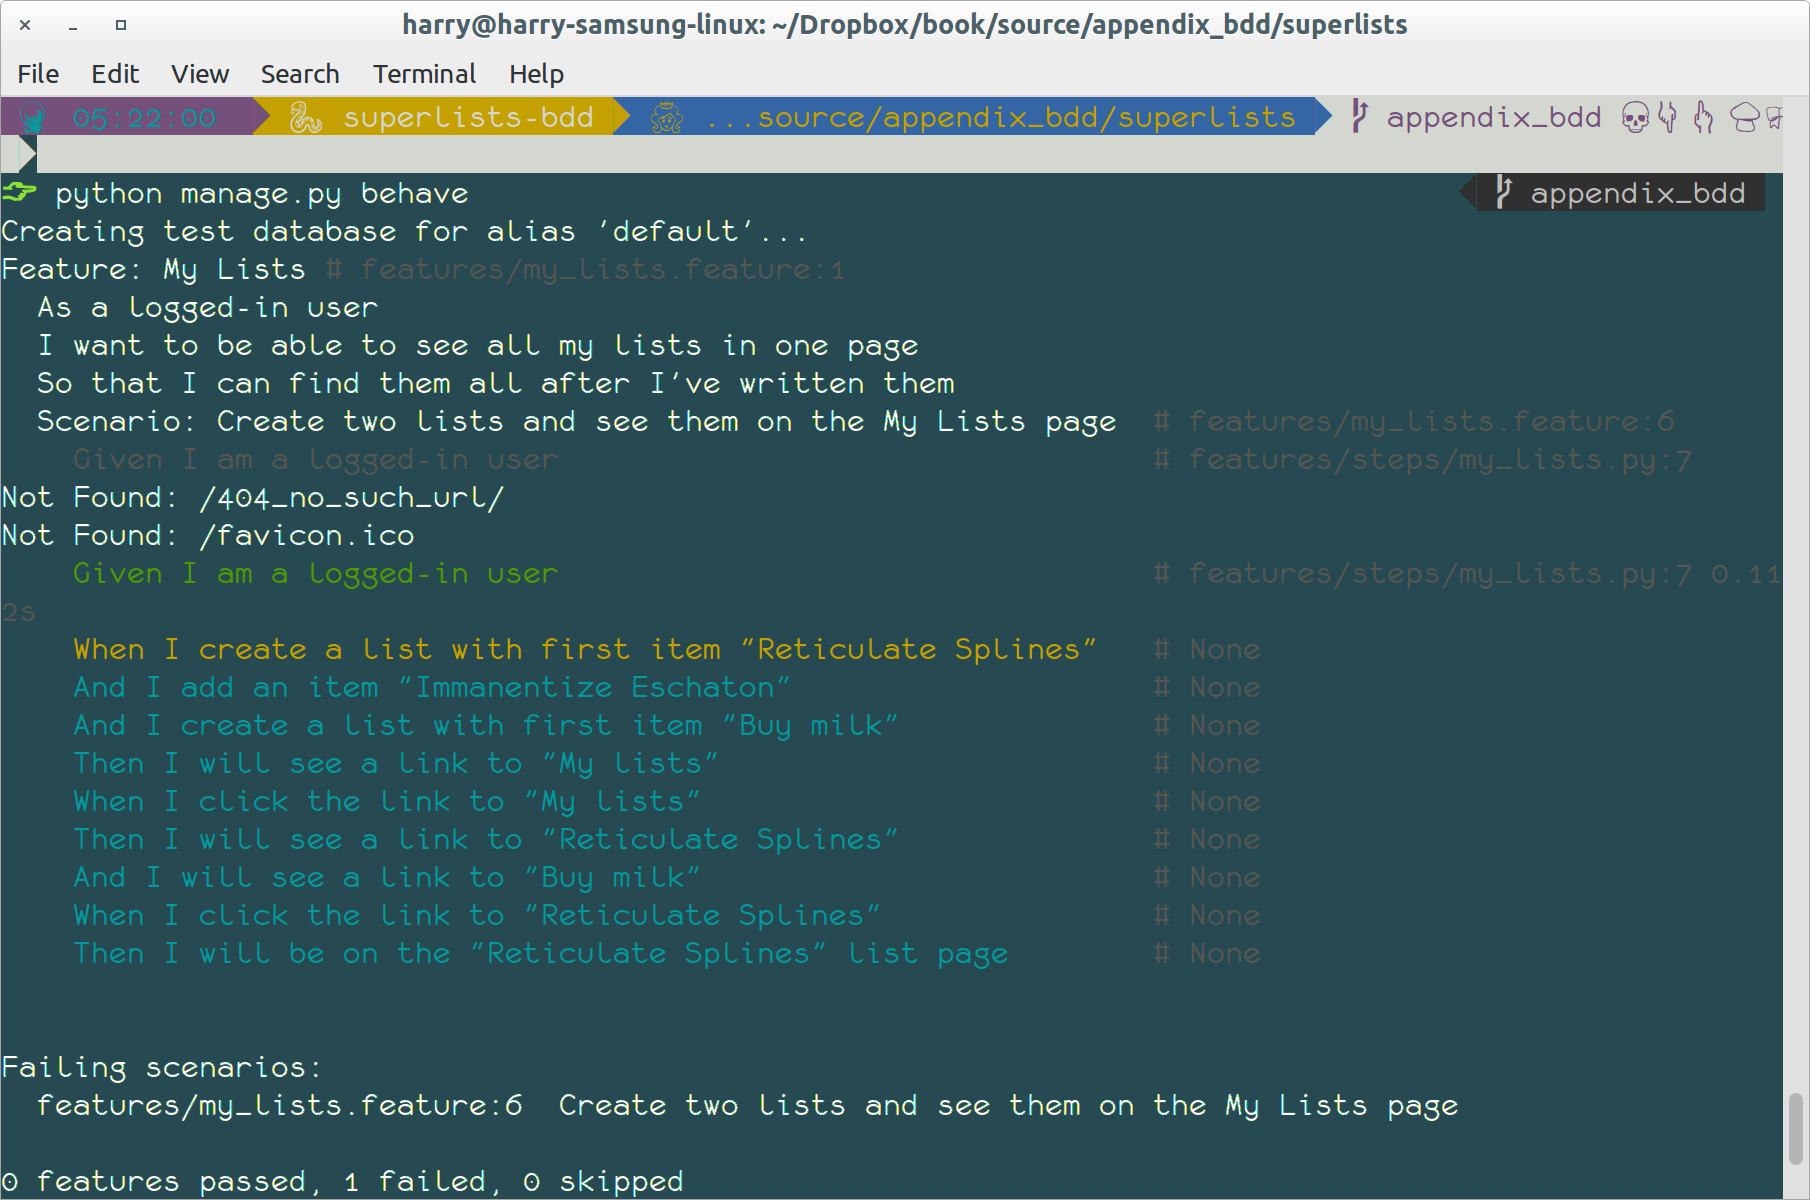 harry@harry-samsung-linux: ~/Dropbox/book/source/appendix_bdd/superlists
File Edit View Search Terminal Help
05:22:00 superlists-bdd ...source/appendix_bdd/superlists appendix_bdd
python manage.py behave appendix_bdd
Creating test database for alias 'default'...
Feature: My Lists # features/my_lists.feature:1
As a logged-in user
I want to be able to see all my lists in one page
So that I can find them all after I've written them
Scenario: Create two lists and see them on the My Lists page # features/my_lists.feature:6
Given I am a logged-in user # features/steps/my_lists.py:7
Not Found: /404_no_such_url/
Not Found: /favicon.ico
Given I am a logged-in user # features/steps/my_lists.py:7 0.11
2s
When I create a list with first item "Reticulate Splines" # None
And I add an item "Immanentize Eschaton" # None
And I create a list with first item "Buy milk" # None
Then I will see a link to "My lists" # None
When I click the link to "My lists" # None
Then I will see a link to "Reticulate Splines" # None
And I will see a link to "Buy milk" # None
When I click the link to "Reticulate Splines" # None
Then I will be on the "Reticulate Splines" list page # None
Failing scenarios:
features/my_lists.feature:6 Create two lists and see them on the My Lists page
0 features passed, 1 failed, 0 skipped